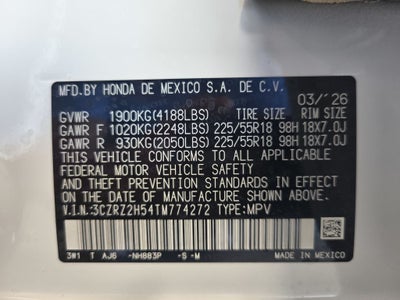 MFD.BY HONDA DE MEXICO S.A. DE C.V.
03/'26
GVWR 1900KG(4188LBS) TIRE SIZE RIM SIZE
GAWR F 1020KG(2248LBS) 225/55R18 98H 18X7.0J
GAWR R 930KG(2050LBS) 225/55R18 98H 18X7.0J
THIS VEHICLE CONFORMS TO ALL APPLICABLE
FEDERAL MOTOR VEHICLE SAFETY AND THEFT
PREVENTION STANDARDS IN EFFECT ON THE DATE
OF MANUFACTURE SHOWN ABOVE.
V.I.N.:3CZRZ2H54TM774272 TYPE:MPV
3W1 T AJ6 -NH883P -S-M MADE IN MEXICO